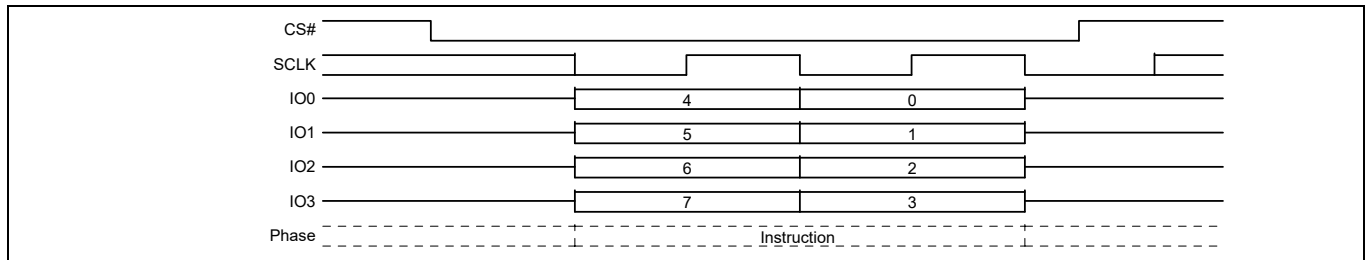 CS#
SCLK
IO0 4 0
IO1 5 1
IO2 6 2
IO3 7 3
Phase Instruction